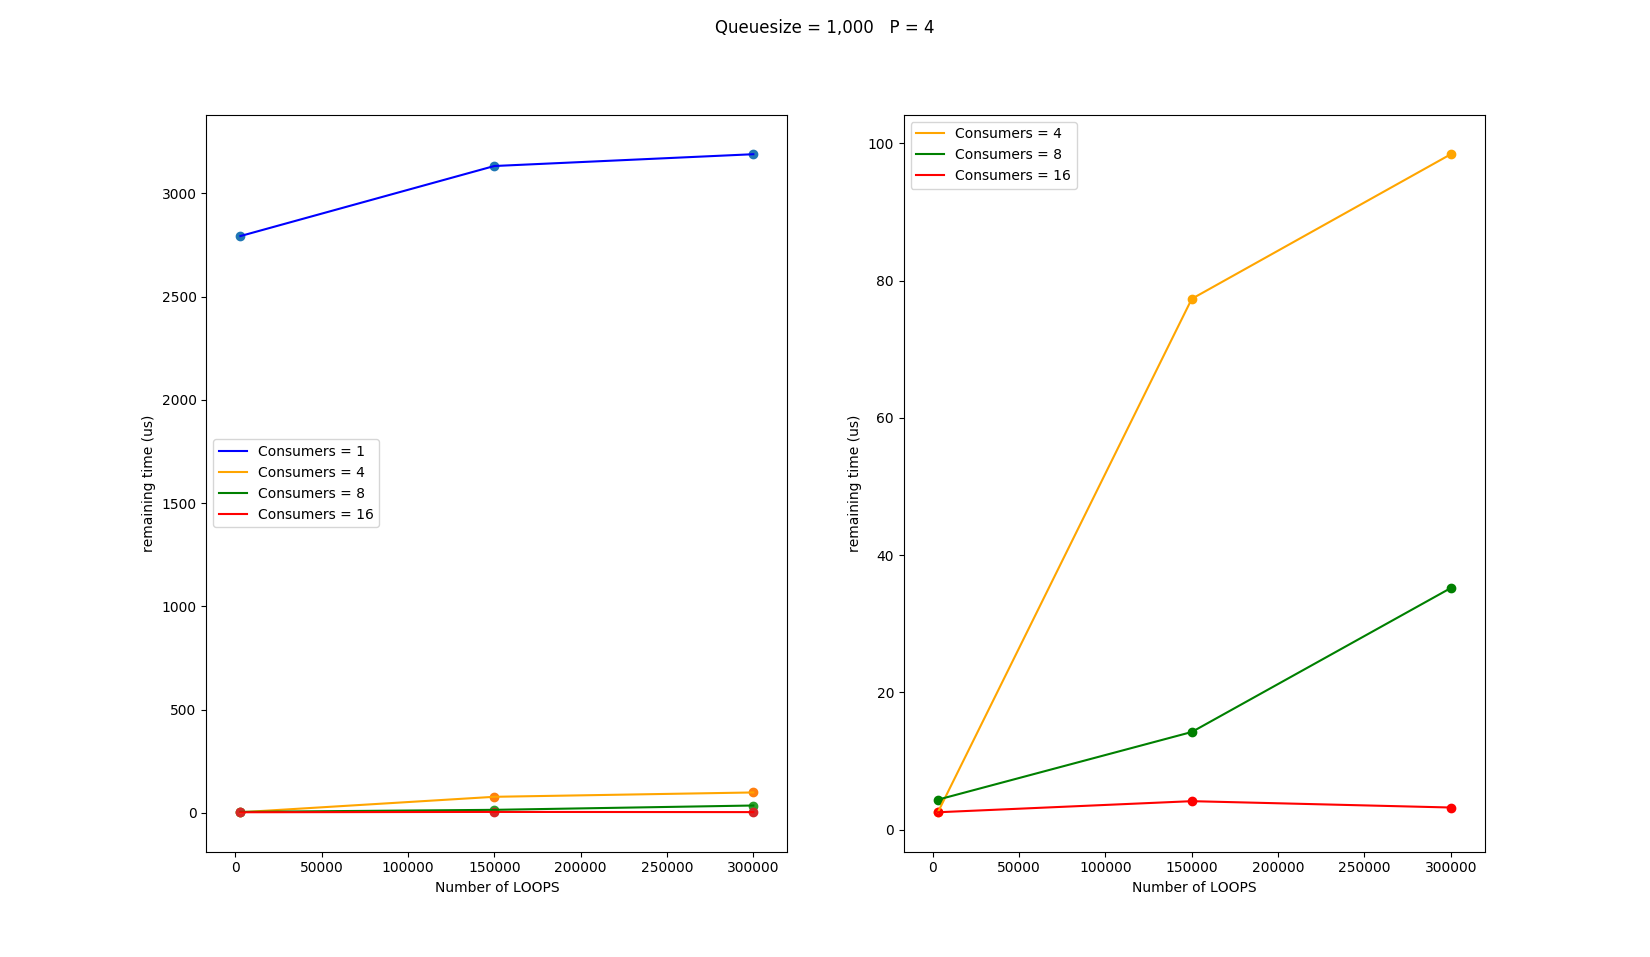 Queuesize = 1,000   P = 4
3000
2500
2000
1500
1000
500
0
remaining time (us)
Consumers = 1
Consumers = 4
Consumers = 8
Consumers = 16
0
50000
100000
150000
200000
250000
300000
Number of LOOPS
100
80
60
40
20
0
remaining time (us)
Consumers = 4
Consumers = 8
Consumers = 16
0
50000
100000
150000
200000
250000
300000
Number of LOOPS